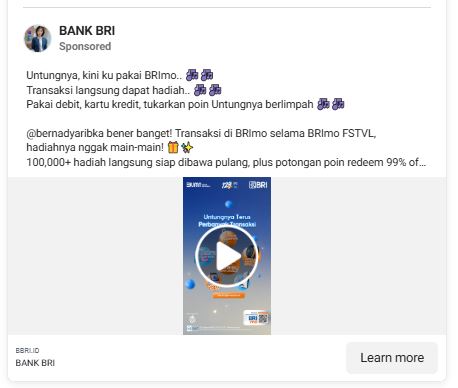 BANK BRI
Sponsored
Untungnya, kini ku pakai BRImo..
Transaksi langsung dapat hadiah..
Pakai debit, kartu kredit, tukarkan poin Untungnya berlimpah
@bernadyaribka bener banget! Transaksi di BRImo selama BRImo FSTVL,
hadiahnya nggak main-main!
100,000+ hadiah langsung siap dibawa pulang, plus potongan poin redeem 99% of...
BUMN
BRI
Untungnya Terus
Perbanyak Transaksi
BRI
BBRI.ID
BANK BRI
Learn more